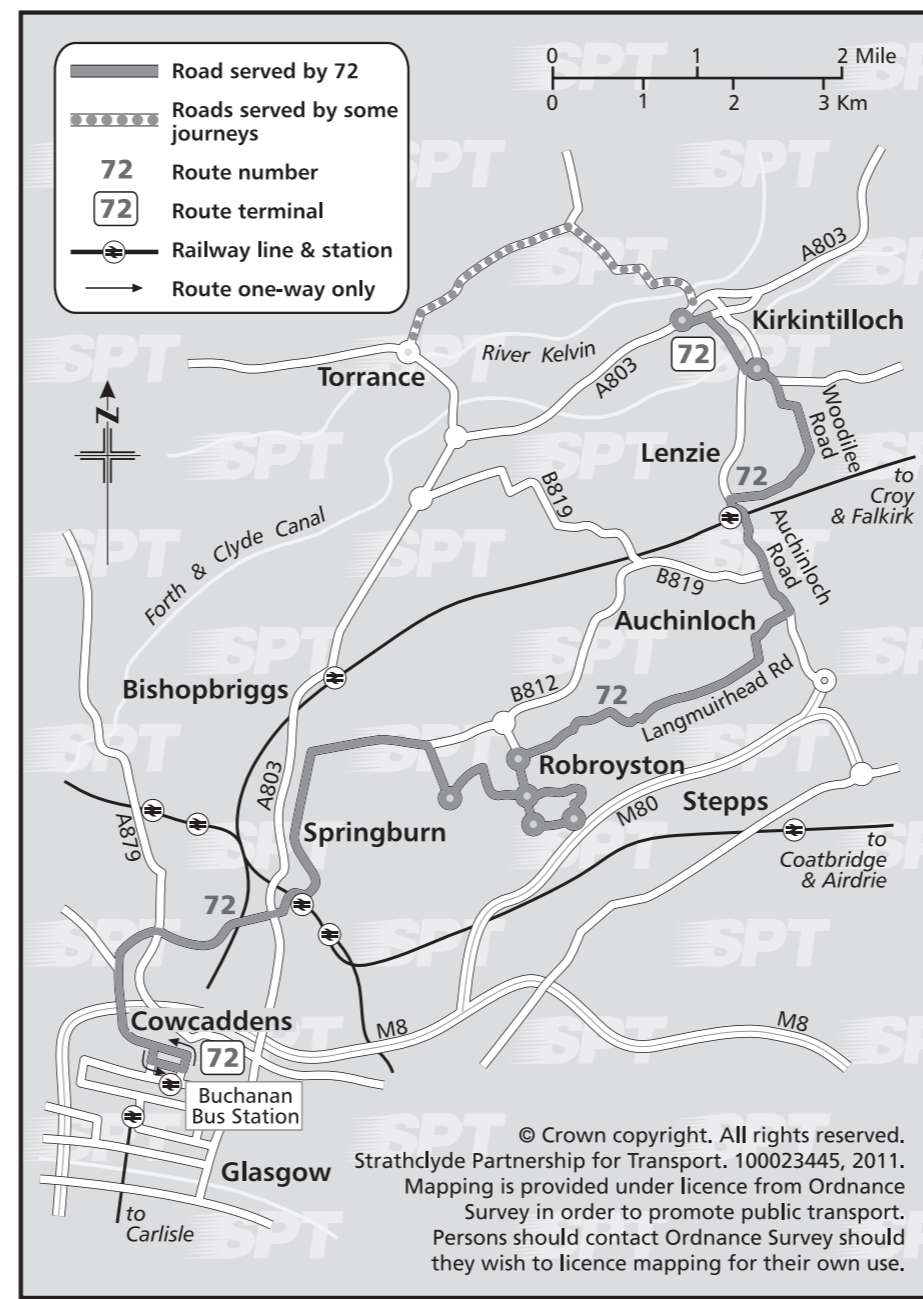 Road served by 72
Roads served by some
journeys
72 Route number
72 Route terminal
Railway line & station
Route one-way only
0 1 2 Mile
0 1 2 3 Km
N
A803
Kirkintilloch
72
River Kelvin
A803
Torrance
Woodilee
Road
Lenzie
72
to
Croy
& Falkirk
B819
Auchinloch
Road
Forth & Clyde Canal
B819
Auchinloch
Bishopbriggs
B812
72
Langmuirhead Rd
A803
Robroyston
M80
Stepps
Springburn
A879
to
Coatbridge
& Airdrie
72
Cowcaddens
M8
M8
72
Buchanan
Bus Station
Glasgow
to
Carlisle
© Crown copyright. All rights reserved.
Strathclyde Partnership for Transport. 100023445, 2011.
Mapping is provided under licence from Ordnance
Survey in order to promote public transport.
Persons should contact Ordnance Survey should
they wish to licence mapping for their own use.
SPT